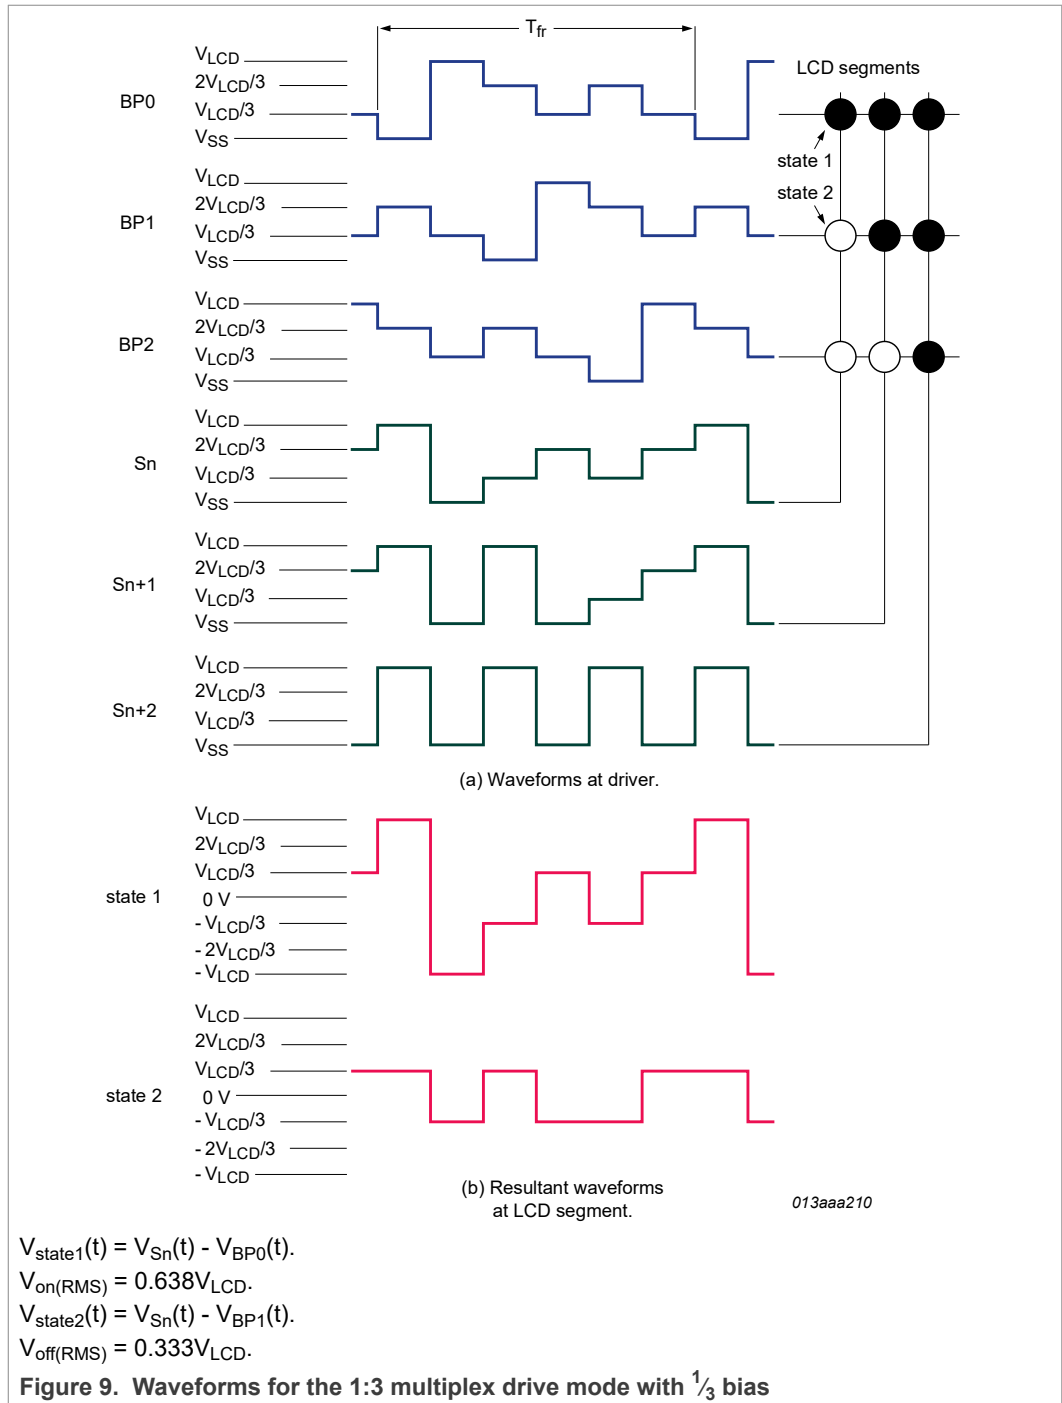 Tfr
VLCD
2VLCD/3
BP0
VLCD/3
VSS
LCD segments
state 1
state 2
VLCD
2VLCD/3
BP1
VLCD/3
VSS
VLCD
2VLCD/3
BP2
VLCD/3
VSS
VLCD
2VLCD/3
Sn
VLCD/3
VSS
VLCD
2VLCD/3
Sn+1
VLCD/3
VSS
VLCD
2VLCD/3
Sn+2
VLCD/3
VSS
(a) Waveforms at driver.
VLCD
2VLCD/3
VLCD/3
state 1
0 V
- VLCD/3
- 2VLCD/3
- VLCD
VLCD
2VLCD/3
VLCD/3
state 2
0 V
- VLCD/3
- 2VLCD/3
- VLCD
(b) Resultant waveforms
at LCD segment.
013aaa210
Vstate1(t) = VSn(t) - VBP0(t).
Von(RMS) = 0.638VLCD.
Vstate2(t) = VSn(t) - VBP1(t).
Voff(RMS) = 0.333VLCD.
Figure 9. Waveforms for the 1:3 multiplex drive mode with 1/3 bias